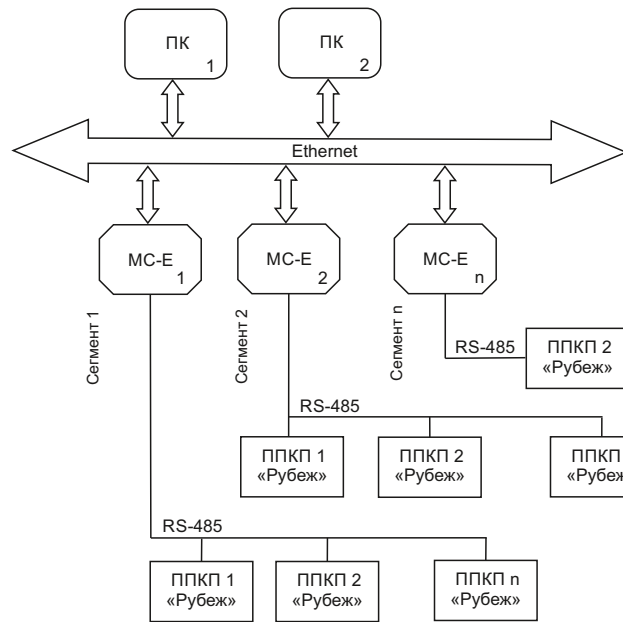 ПК
1
ПК
2
Ethernet
МС-Е
1
МС-Е
2
МС-Е
n
Сегмент 1
Сегмент 2
Сегмент n
RS-485
ППКП 2
«Рубеж»
RS-485
ППКП 1
«Рубеж»
ППКП 2
«Рубеж»
ППКП
RS-485
ППКП 1
«Рубеж»
ППКП 2
«Рубеж»
ППКП n
«Рубеж»